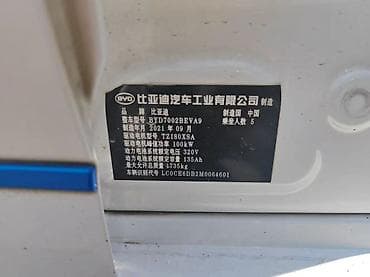 BYD 比亚迪汽车工业有限公司 制造
品牌 比亚迪 制造国 中国
整车型号 BYD7002BEVA9 乘坐人数 5
制造年月 2021 年 09 月
驱动电机型号 TZ180XSA
驱动电机峰值功率 100kW
动力电池系统额定电压 320V
动力电池系统额定容量 135Ah
最大允许总质量 1735kg
车辆识别代号 LC0CE6DB2M0064601